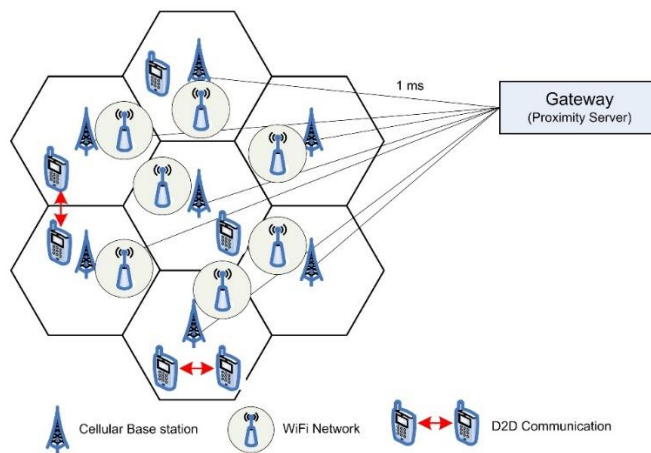 1 ms
Gateway
(Proximity Server)
Cellular Base station
WiFi Network
D2D Communication